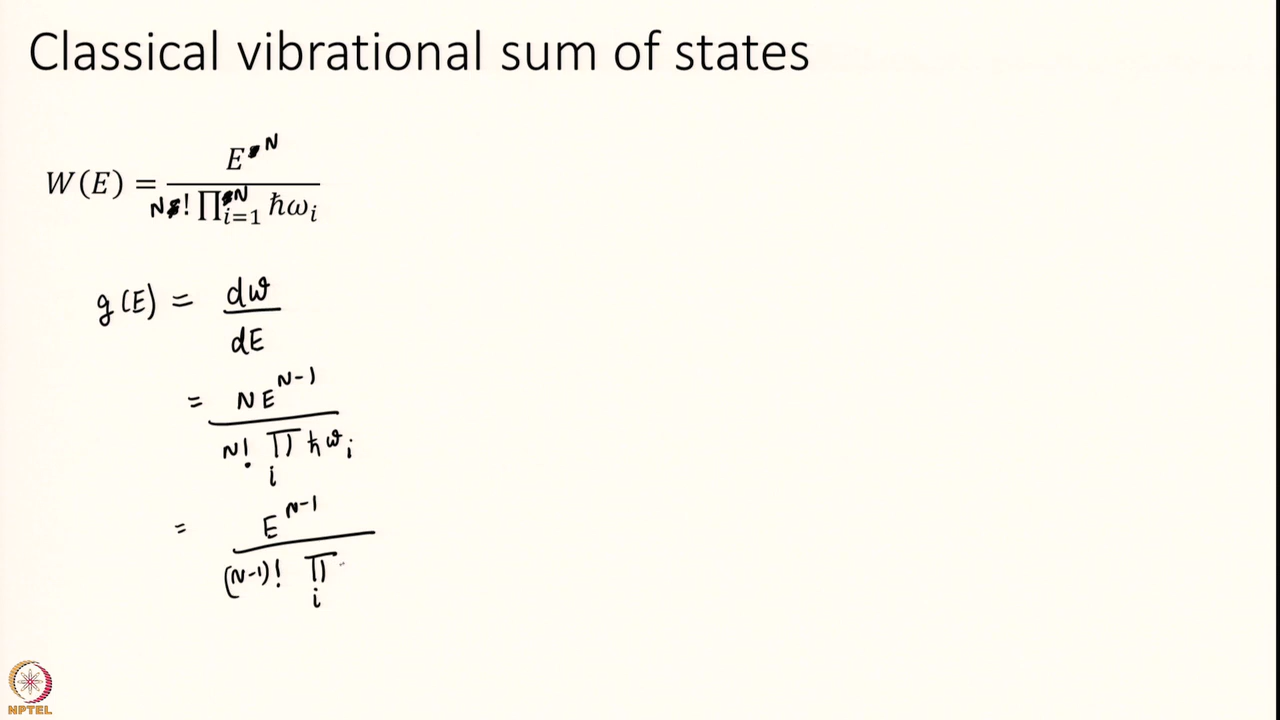 Classical vibrational sum of states
W(E) = E^N / N! ∏_{i=1}^{N} ħω_i
g(E) = dW / dE
= N E^{N-1} / N! ∏_i ħω_i
= E^{N-1} / (N-1)! ∏_i
NPTEL